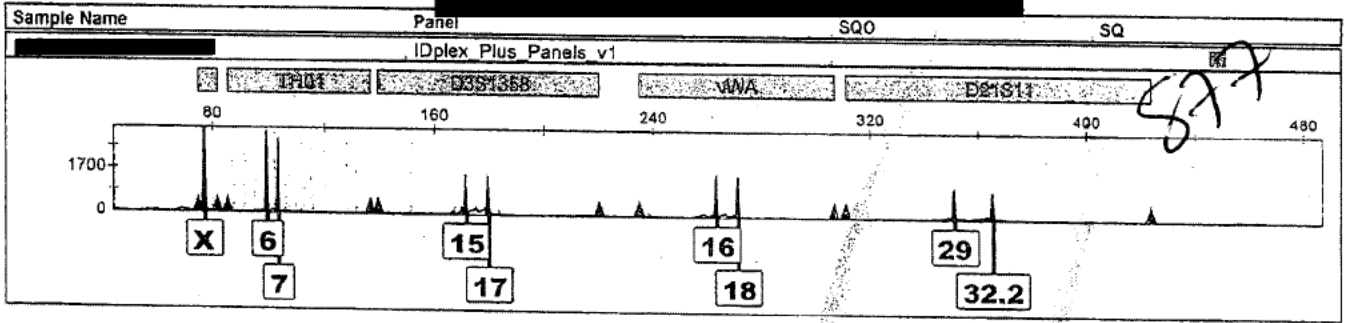 Sample Name Panel SQO SQ
IDplex_Plus_Panels_v1
TH01 D3S1358 vWA D21S11
80 160 240 320 400 480
1700
0
X 6 15 16 29
7 17 18 32.2